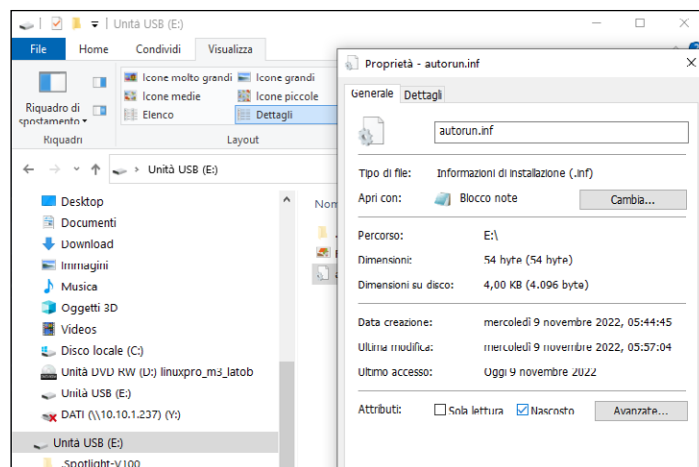 Unità USB (E:)
File Home Condividi Visualizza
Icone molto grandi Icone grandi
Icone medie Icone piccole
Elenco Dettagli
Riquadro di
spostamento
Riquadri Layout
Unità USB (E:)
Desktop
Documenti
Download
Immagini
Musica
Oggetti 3D
Videos
Disco locale (C:)
Unità DVD RW (D:) linuxpro_m3_latob
Unità USB (E:)
DATI (\\10.10.1.237) (Y:)
Unità USB (E:)
.Spotlight-V100
Proprietà - autorun.inf
Generale Dettagli
autorun.inf
Tipo di file: Informazioni di installazione (.inf)
Apri con: Blocco note Cambia...
Percorso: E:\
Dimensioni: 54 byte (54 byte)
Dimensioni su disco: 4,00 KB (4.096 byte)
Data creazione: mercoledì 9 novembre 2022, 05:44:45
Ultima modifica: mercoledì 9 novembre 2022, 05:57:04
Ultimo accesso: Oggi 9 novembre 2022
Attributi: Sola lettura Nascosto Avanzate...